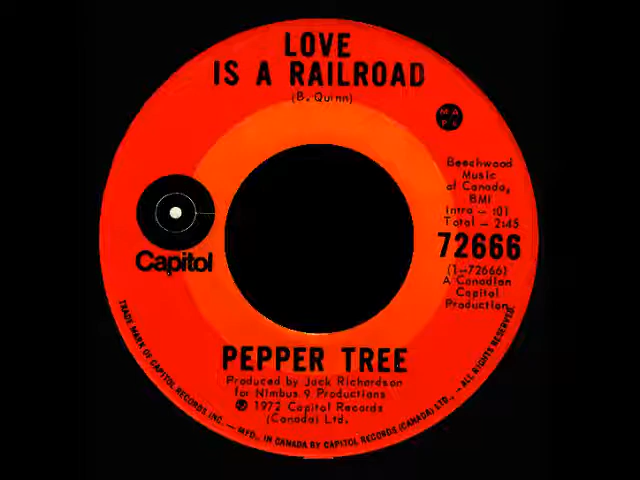 LOVE
IS A RAILROAD
(B. Quinn)
M A
P L
Beechwood
Music
of Canada,
BMI
Intro – :01
Total – 2:45
72666
(1-72666)
A Canadian
Capitol
Production
Capitol
PEPPER TREE
Produced by Jack Richardson
for Nimbus 9 Productions
℗ 1972 Capitol Records
(Canada) Ltd.
TRADE MARK OF CAPITOL RECORDS INC. — MFD. IN CANADA BY CAPITOL RECORDS (CANADA) LTD. — ALL RIGHTS RESERVED.